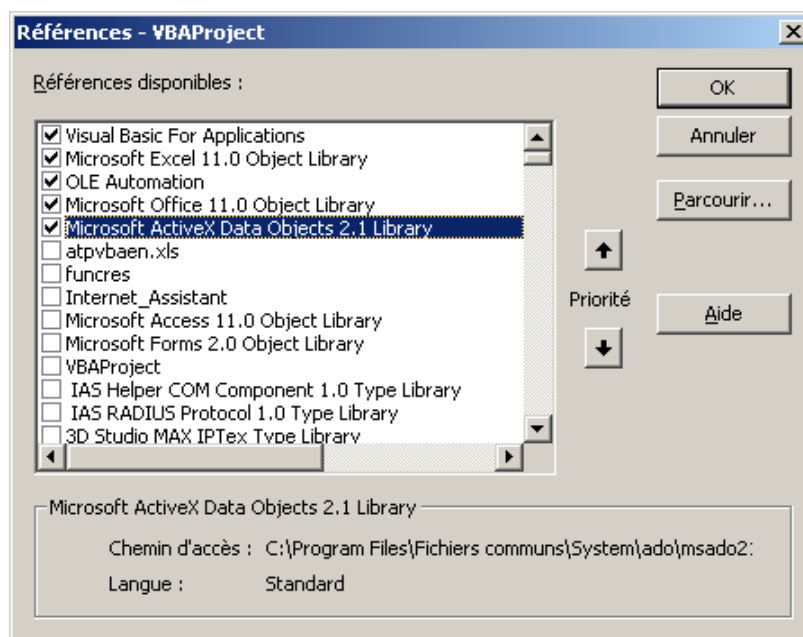 Références - VBAProject
Références disponibles :
OK
Annuler
Parcourir...
Visual Basic For Applications
Microsoft Excel 11.0 Object Library
OLE Automation
Microsoft Office 11.0 Object Library
Microsoft ActiveX Data Objects 2.1 Library
atpvbaen.xls
funcres
Internet_Assistant
Microsoft Access 11.0 Object Library
Microsoft Forms 2.0 Object Library
VBAProject
IAS Helper COM Component 1.0 Type Library
IAS RADIUS Protocol 1.0 Type Library
3D Studio MAX IPTex Type Library
Priorité
Aide
Microsoft ActiveX Data Objects 2.1 Library
Chemin d'accès : C:\Program Files\Fichiers communs\System\ado\msado2:
Langue : Standard